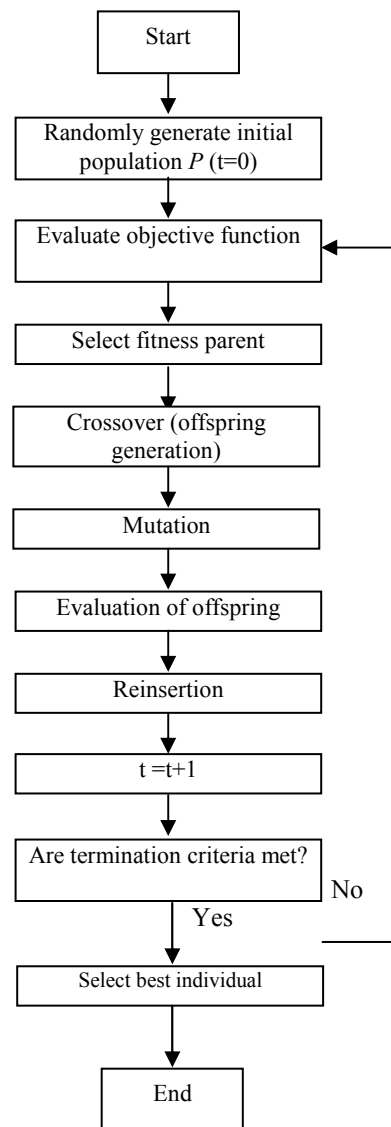 Start
Randomly generate initial
population P (t=0)
Evaluate objective function
Select fitness parent
Crossover (offspring
generation)
Mutation
Evaluation of offspring
Reinsertion
t =t+1
Are termination criteria met?
No
Yes
Select best individual
End